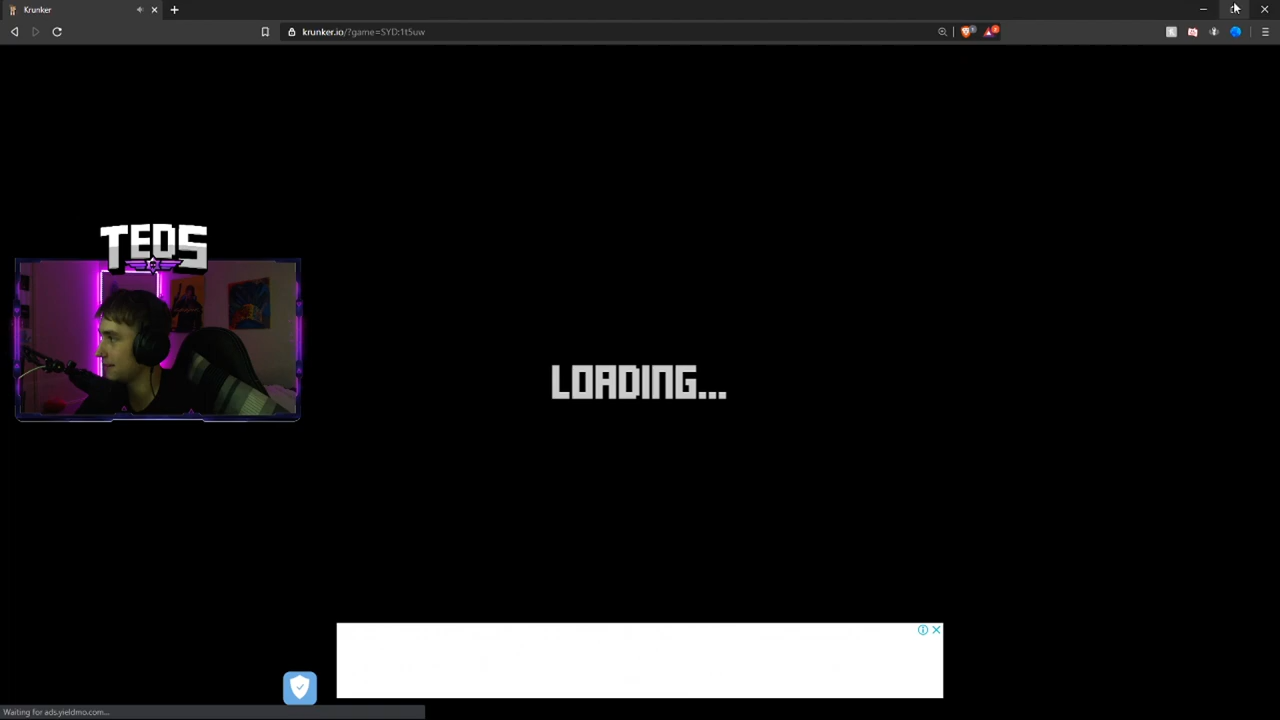 Krunker
krunker.io/?game=SYD:1t5uw
TEDS
LOADING...
Waiting for ads.yieldmo.com...